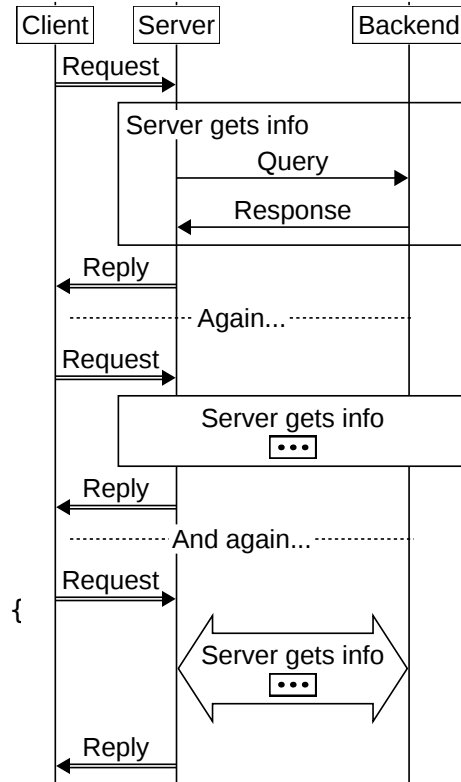 Client Server Backend
Request
Server gets info
Query
Response
Reply
Again...
Request
Server gets info
...
Reply
And again...
Request
{
Server gets info
...
Reply